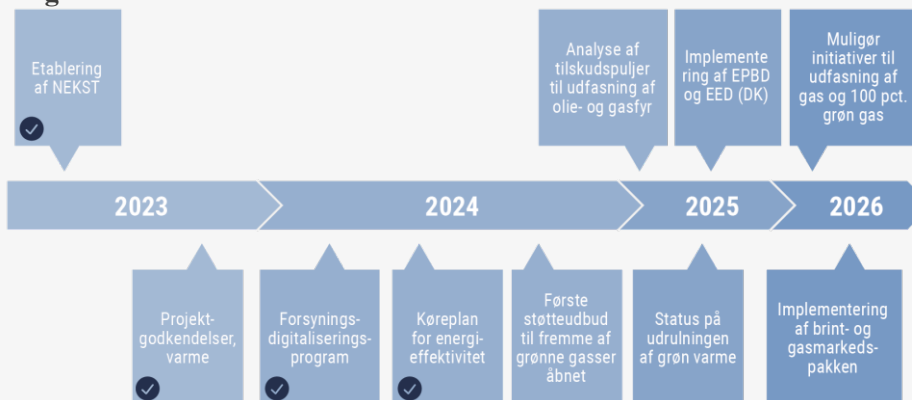 Etablering
af NEKST
Analyse af
tilskudspuljer
til udfasning af
olie- og gasfyr
Implemente
ring af EPBD
og EED (DK)
Muligør
initiativer til
udfasning af
gas og 100 pct.
grøn gas
2023
2024
2025
2026
Projekt-
godkendelser,
varme
Forsynings-
digitaliserings-
program
Køreplan
for energi-
effektivitet
Første
støtteudbud
til fremme af
grønne gasser
åbnet
Status på
udrulningen
af grøn varme
Implementering
af brint- og
gasmarkeds-
pakken